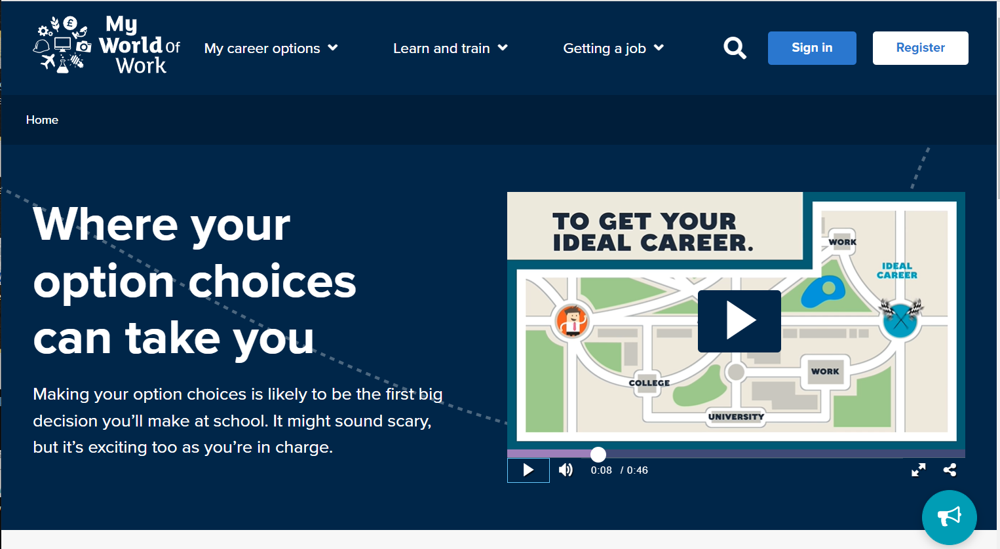 My
World Of
Work
My career options
Learn and train
Getting a job
Sign in
Register
Home
Where your
option choices
can take you
Making your option choices is likely to be the first big
decision you’ll make at school. It might sound scary,
but it’s exciting too as you’re in charge.
TO GET YOUR
IDEAL CAREER.
WORK
IDEAL
CAREER
WORK
COLLEGE
UNIVERSITY
0:08 / 0:46